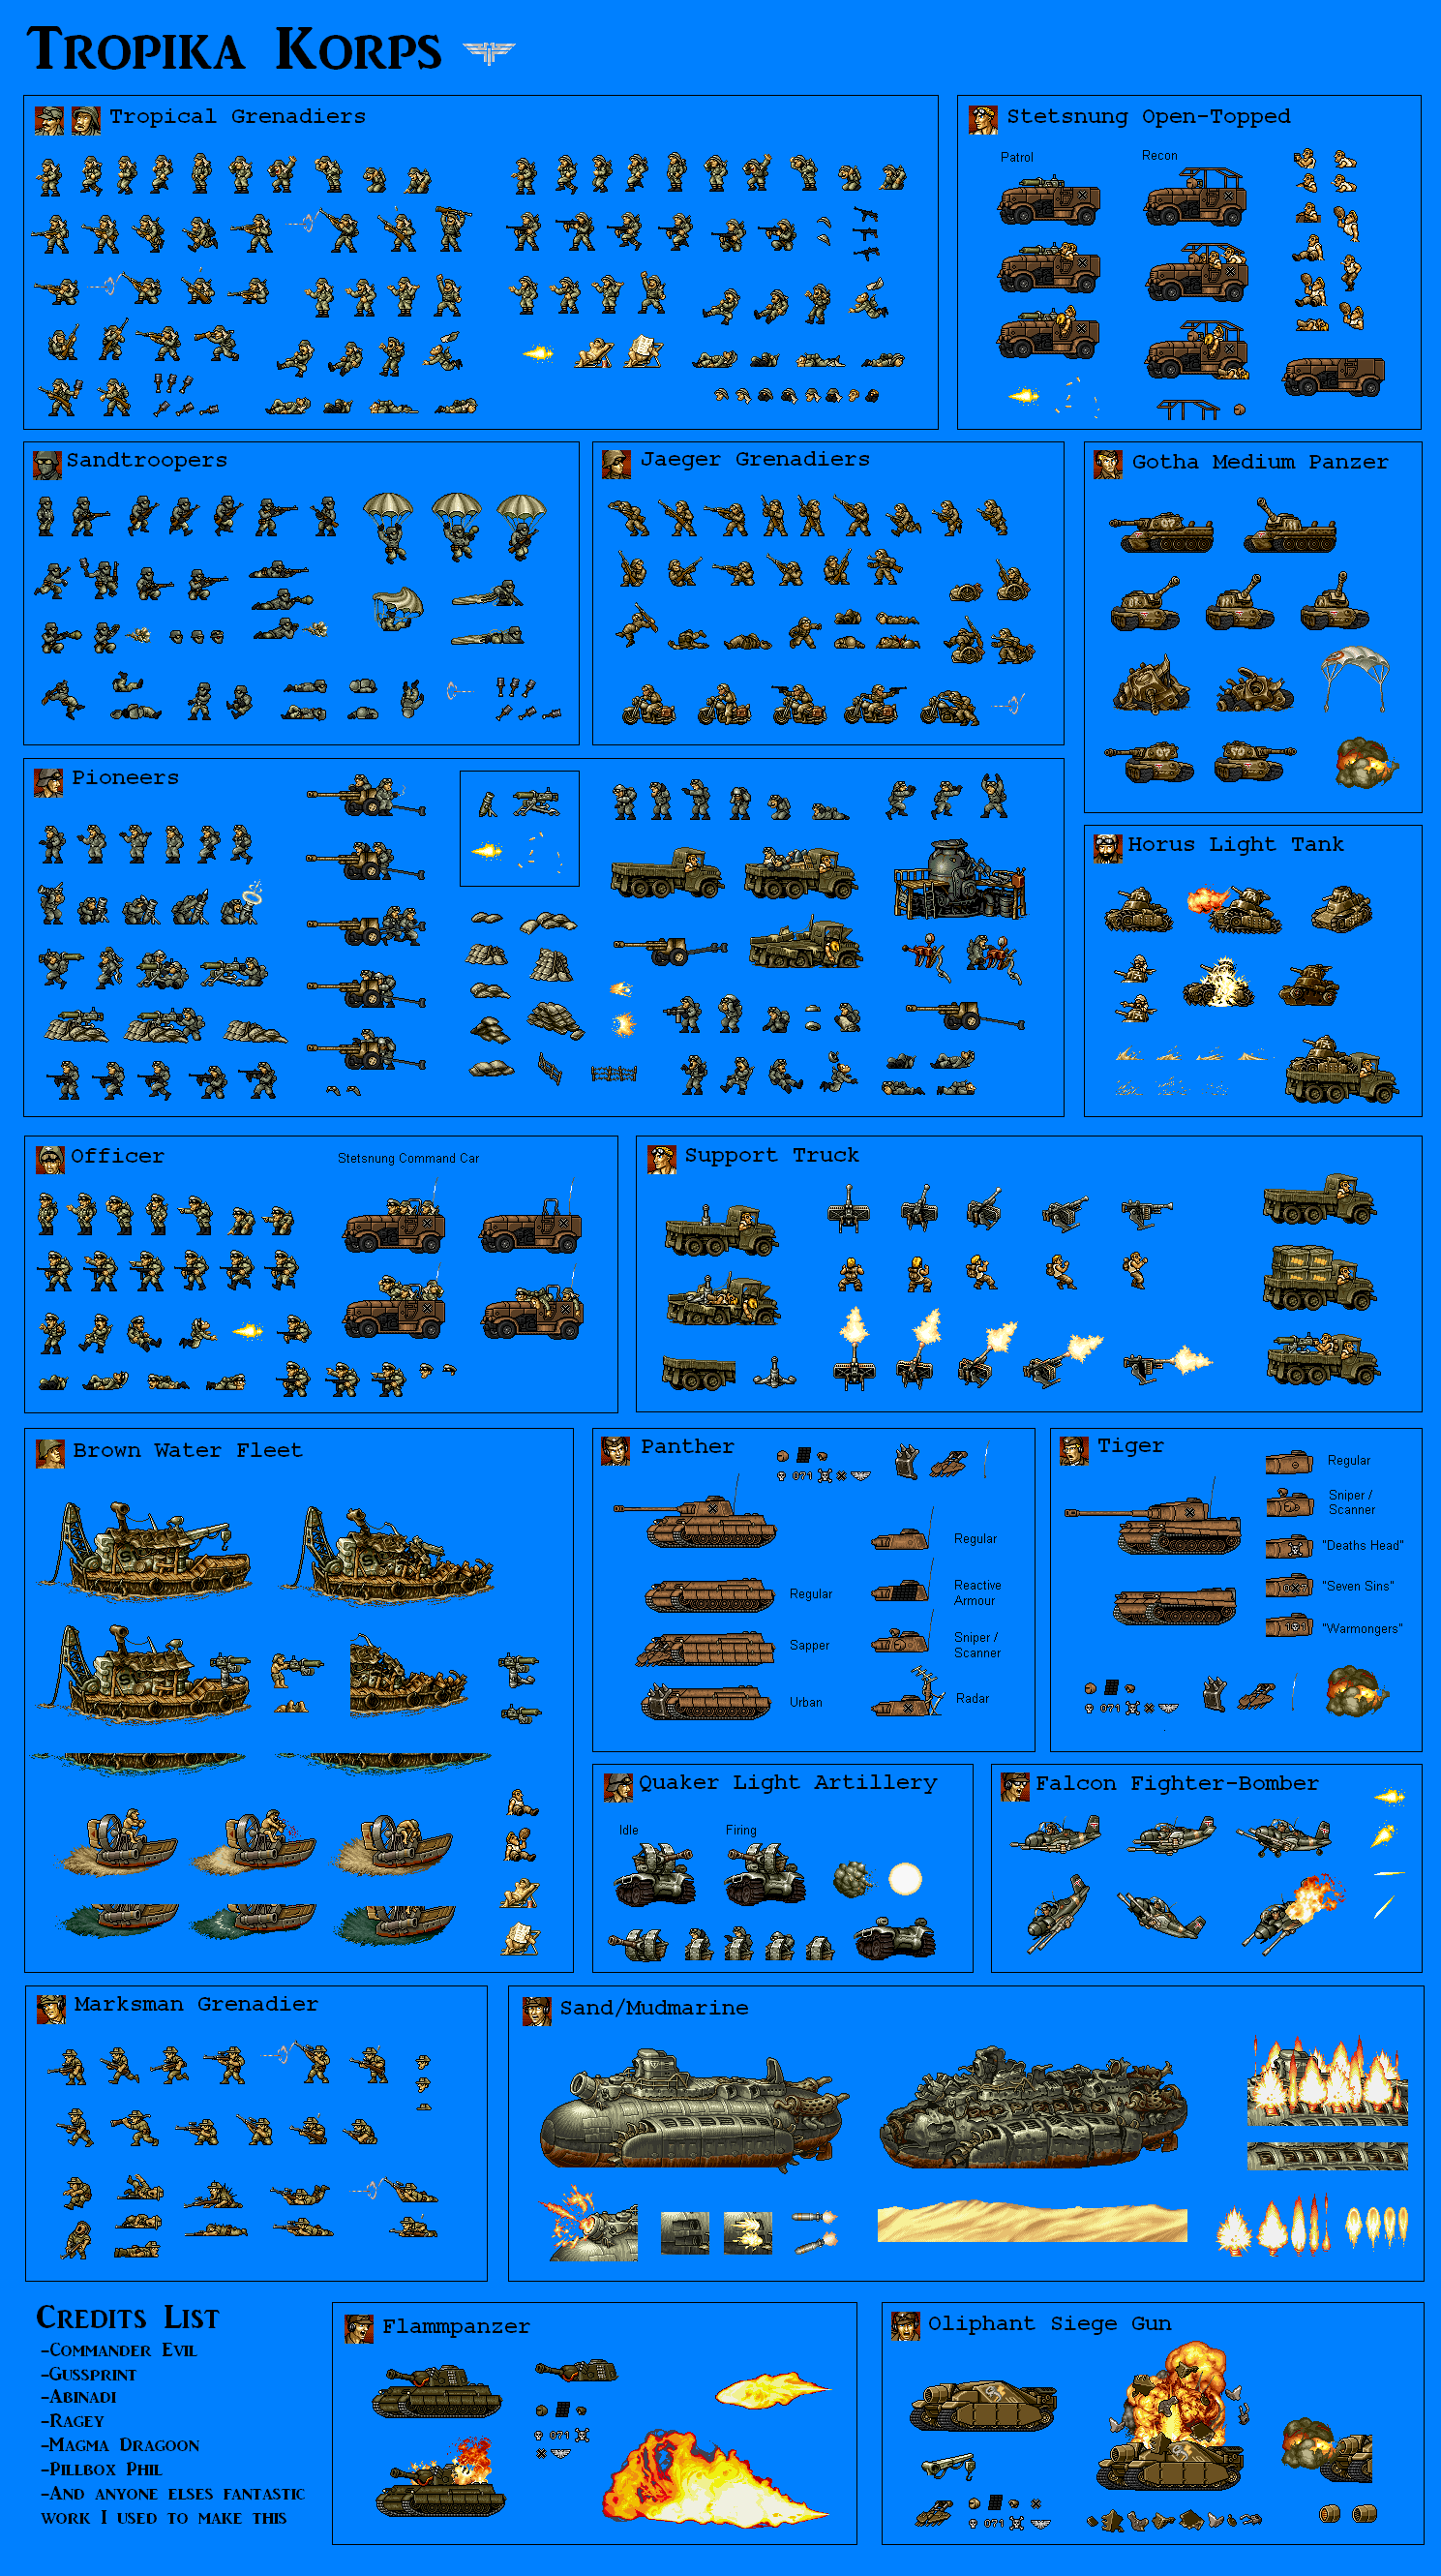 Tropika Korps
Tropical Grenadiers
Stetsnung Open-Topped
Patrol
Recon
Sandtroopers
Jaeger Grenadiers
Gotha Medium Panzer
Pioneers
Horus Light Tank
Officer
Stetsnung Command Car
Support Truck
Brown Water Fleet
Panther
071
Regular
Reactive
Armour
Sniper /
Scanner
Radar
Regular
Sapper
Urban
Tiger
Regular
Sniper /
Scanner
"Deaths Head"
"Seven Sins"
"Warmongers"
071
Quaker Light Artillery
Idle
Firing
Falcon Fighter-Bomber
Marksman Grenadier
Sand/Mudmarine
Credits List
-Commander Evil
-Gussprint
-Abinadi
-Ragey
-Magma Dragoon
-Pillbox Phil
-And anyone elses fantastic
work I used to make this
Flammpanzer
071
Oliphant Siege Gun
071